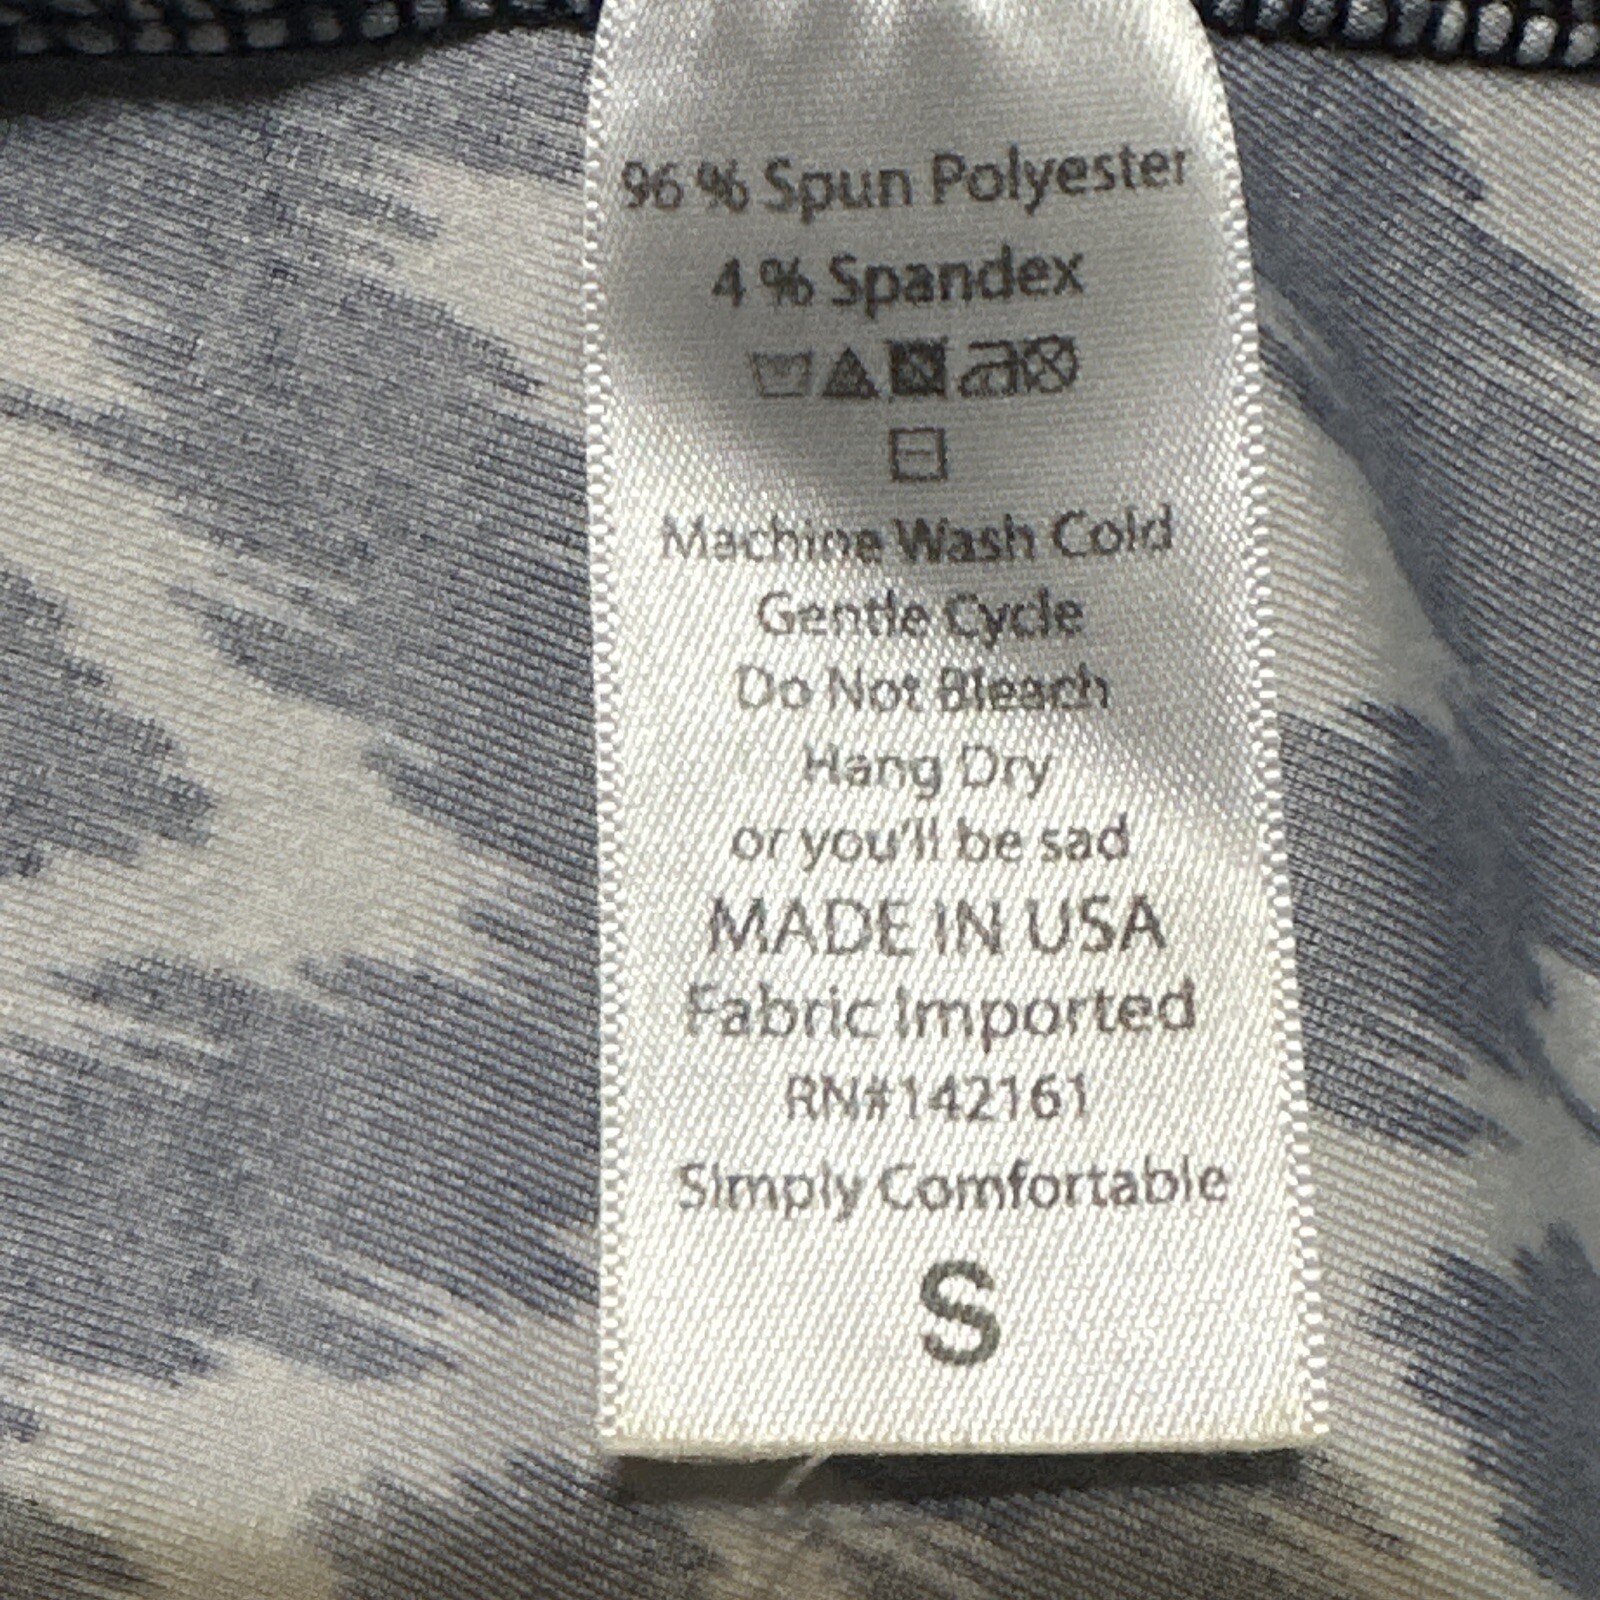 96 % Spun Polyester
4 % Spandex
Machine Wash Cold
Gentle Cycle
Do Not Bleach
Hang Dry
or you'll be sad
MADE IN USA
Fabric Imported
RN#142161
Simply Comfortable
S